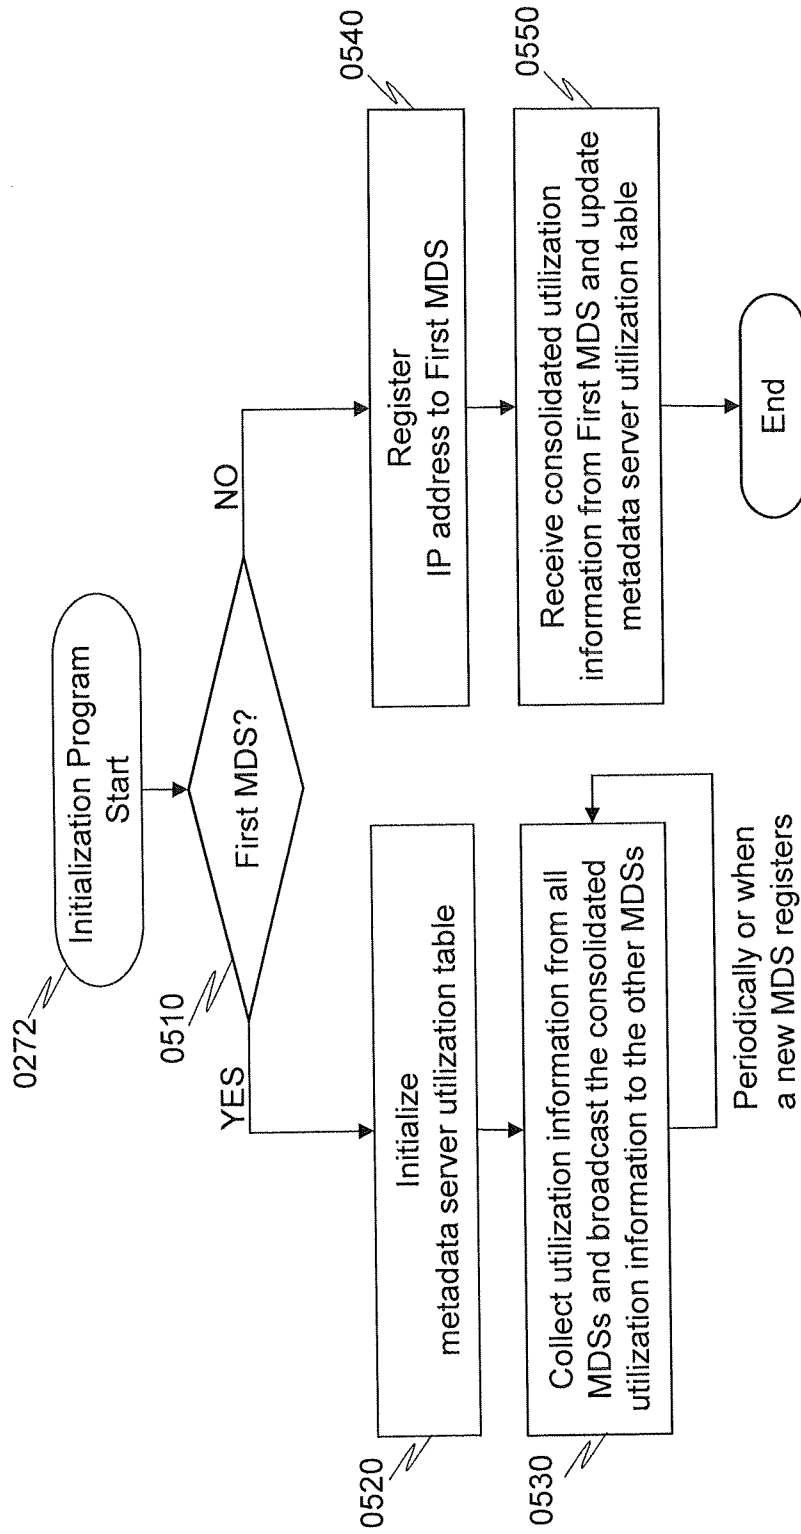 0272
Initialization Program
Start
0510
First MDS?
YES
NO
0520
Initialize
metadata server utilization table
0530
Collect utilization information from all
MDSs and broadcast the consolidated
utilization information to the other MDSs
Periodically or when
a new MDS registers
0540
Register
IP address to First MDS
0550
Receive consolidated utilization
information from First MDS and update
metadata server utilization table
End